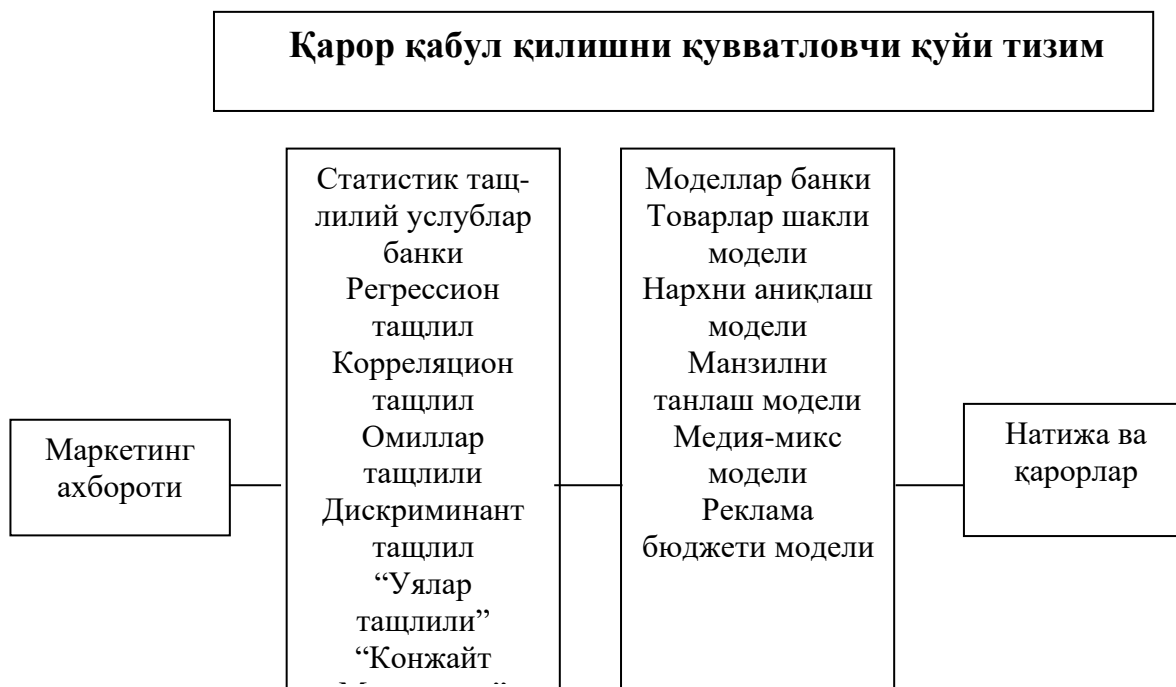 Қарор қабул қилишни қувватловчи қуйи тизим
Маркетинг
ахбороти
Статистик тащ-
лилий услублар
банки
Регрессион
тащлил
Корреляцион
тащлил
Омиллар
тащлили
Дискриминант
тащлил
“Уялар
тащлили”
“Конжайт
Моделлар банки
Товарлар шакли
модели
Нархни аниқлаш
модели
Манзилни
танлаш модели
Медия-микс
модели
Реклама
бюджети модели
Натижа ва
қарорлар